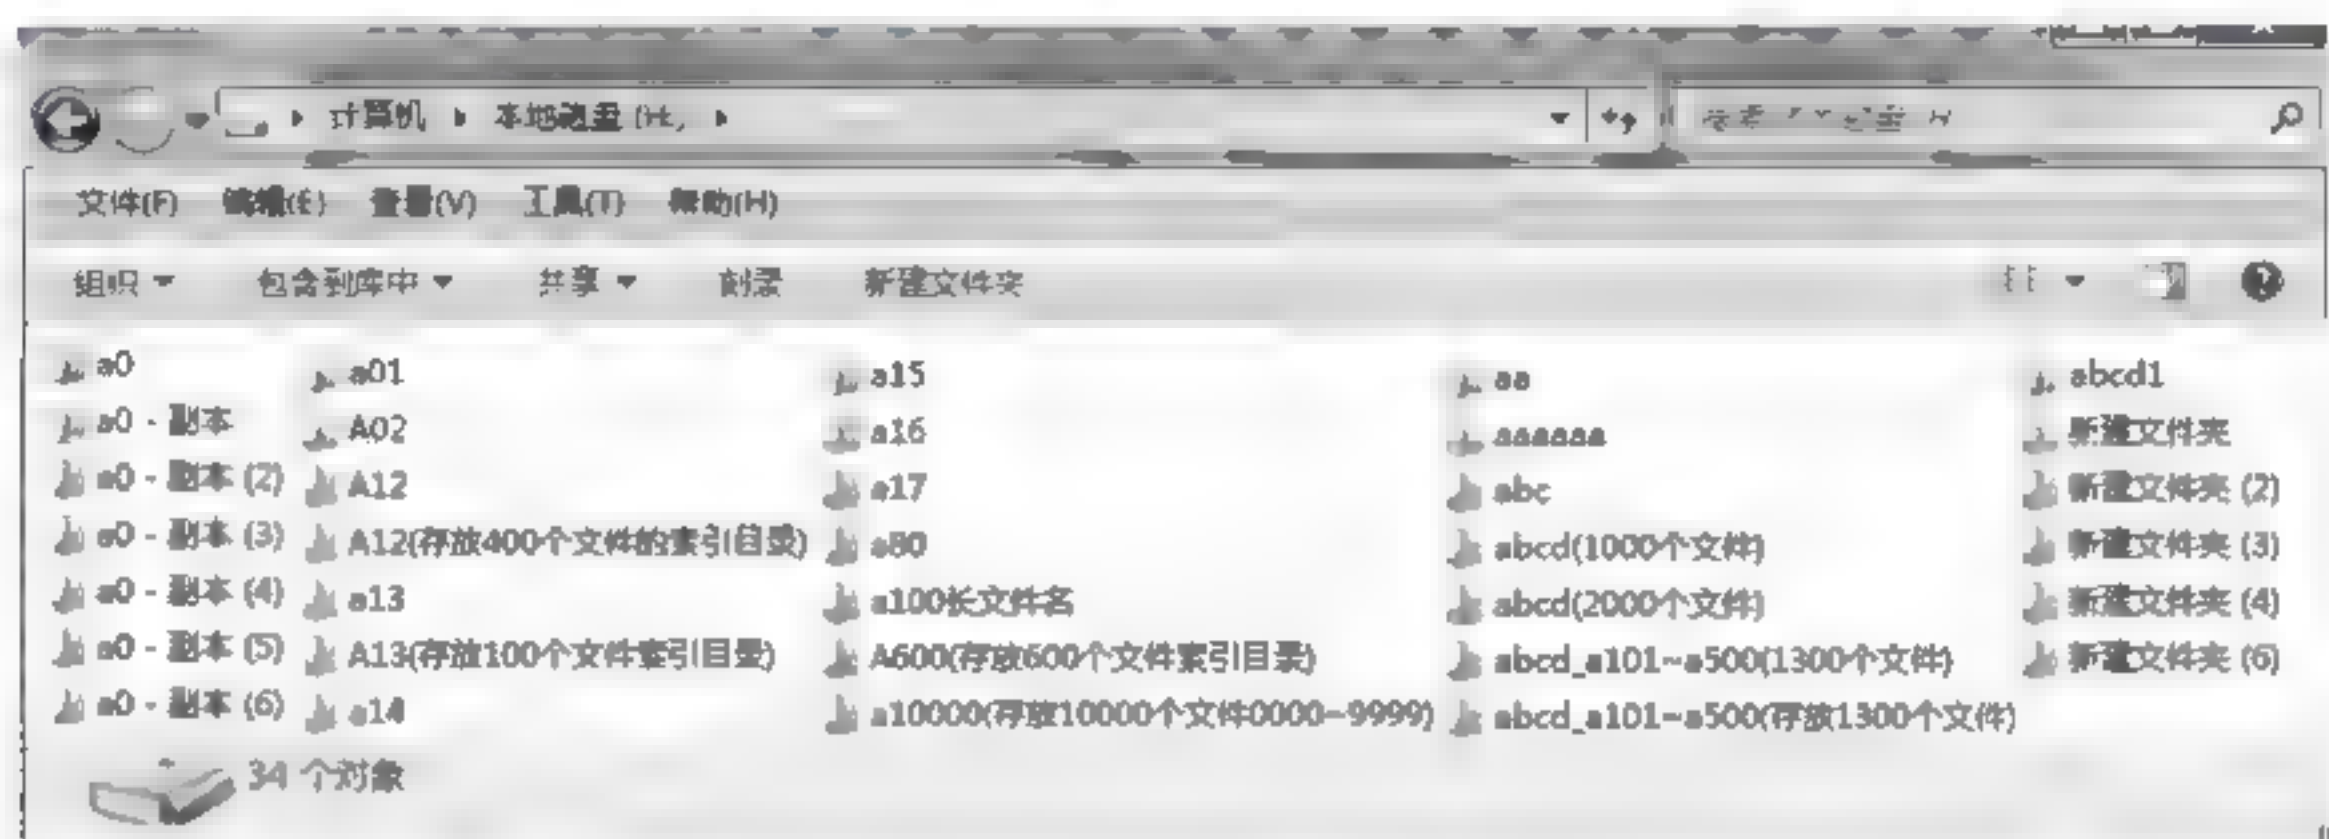 计算机 本地磁盘 (H:)
文件(F) 编辑(E) 查看(V) 工具(T) 帮助(H)
组织 包含到库中 共享 刻录 新建文件夹
a0 a01 a15 aa abcd1
a0 - 副本 A02 a16 aaaaaa 新建文件夹
a0 - 副本 (2) A12 a17 abc 新建文件夹 (2)
a0 - 副本 (3) A12(存放400个文件的索引目录) a80 abcd(1000个文件) 新建文件夹 (3)
a0 - 副本 (4) a13 a100长文件名 abcd(2000个文件) 新建文件夹 (4)
a0 - 副本 (5) A13(存放100个文件索引目录) A600(存放600个文件索引目录) abcd_a101~a500(1300个文件) 新建文件夹 (6)
a0 - 副本 (6) a14 a10000(存放10000个文件0000~9999) abcd_a101~a500(存放1300个文件)
34 个对象